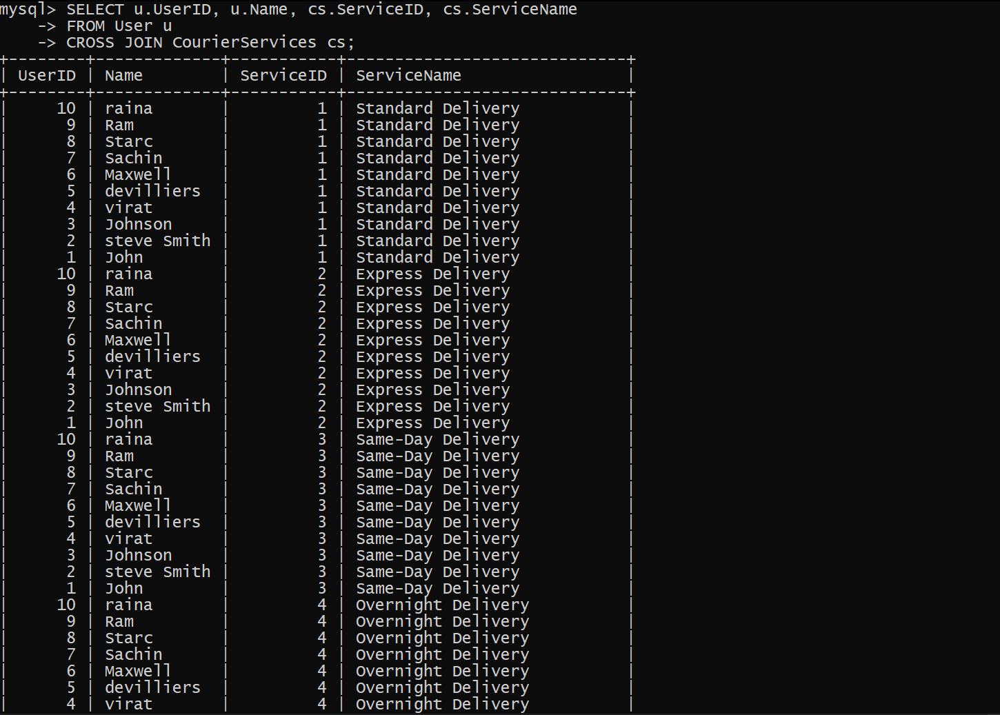 mysql> SELECT u.UserID, u.Name, cs.ServiceID, cs.ServiceName
    -> FROM User u
    -> CROSS JOIN CourierServices cs;
+--------+-------------+-----------+-----------------------------+
| UserID | Name        | ServiceID | ServiceName                 |
+--------+-------------+-----------+-----------------------------+
|     10 | raina       |         1 | Standard Delivery           |
|      9 | Ram         |         1 | Standard Delivery           |
|      8 | Starc       |         1 | Standard Delivery           |
|      7 | Sachin      |         1 | Standard Delivery           |
|      6 | Maxwell     |         1 | Standard Delivery           |
|      5 | devilliers  |         1 | Standard Delivery           |
|      4 | virat       |         1 | Standard Delivery           |
|      3 | Johnson     |         1 | Standard Delivery           |
|      2 | steve Smith |         1 | Standard Delivery           |
|      1 | John        |         1 | Standard Delivery           |
|     10 | raina       |         2 | Express Delivery            |
|      9 | Ram         |         2 | Express Delivery            |
|      8 | Starc       |         2 | Express Delivery            |
|      7 | Sachin      |         2 | Express Delivery            |
|      6 | Maxwell     |         2 | Express Delivery            |
|      5 | devilliers  |         2 | Express Delivery            |
|      4 | virat       |         2 | Express Delivery            |
|      3 | Johnson     |         2 | Express Delivery            |
|      2 | steve Smith |         2 | Express Delivery            |
|      1 | John        |         2 | Express Delivery            |
|     10 | raina       |         3 | Same-Day Delivery           |
|      9 | Ram         |         3 | Same-Day Delivery           |
|      8 | Starc       |         3 | Same-Day Delivery           |
|      7 | Sachin      |         3 | Same-Day Delivery           |
|      6 | Maxwell     |         3 | Same-Day Delivery           |
|      5 | devilliers  |         3 | Same-Day Delivery           |
|      4 | virat       |         3 | Same-Day Delivery           |
|      3 | Johnson     |         3 | Same-Day Delivery           |
|      2 | steve Smith |         3 | Same-Day Delivery           |
|      1 | John        |         3 | Same-Day Delivery           |
|     10 | raina       |         4 | Overnight Delivery          |
|      9 | Ram         |         4 | Overnight Delivery          |
|      8 | Starc       |         4 | Overnight Delivery          |
|      7 | Sachin      |         4 | Overnight Delivery          |
|      6 | Maxwell     |         4 | Overnight Delivery          |
|      5 | devilliers  |         4 | Overnight Delivery          |
|      4 | virat       |         4 | Overnight Delivery          |